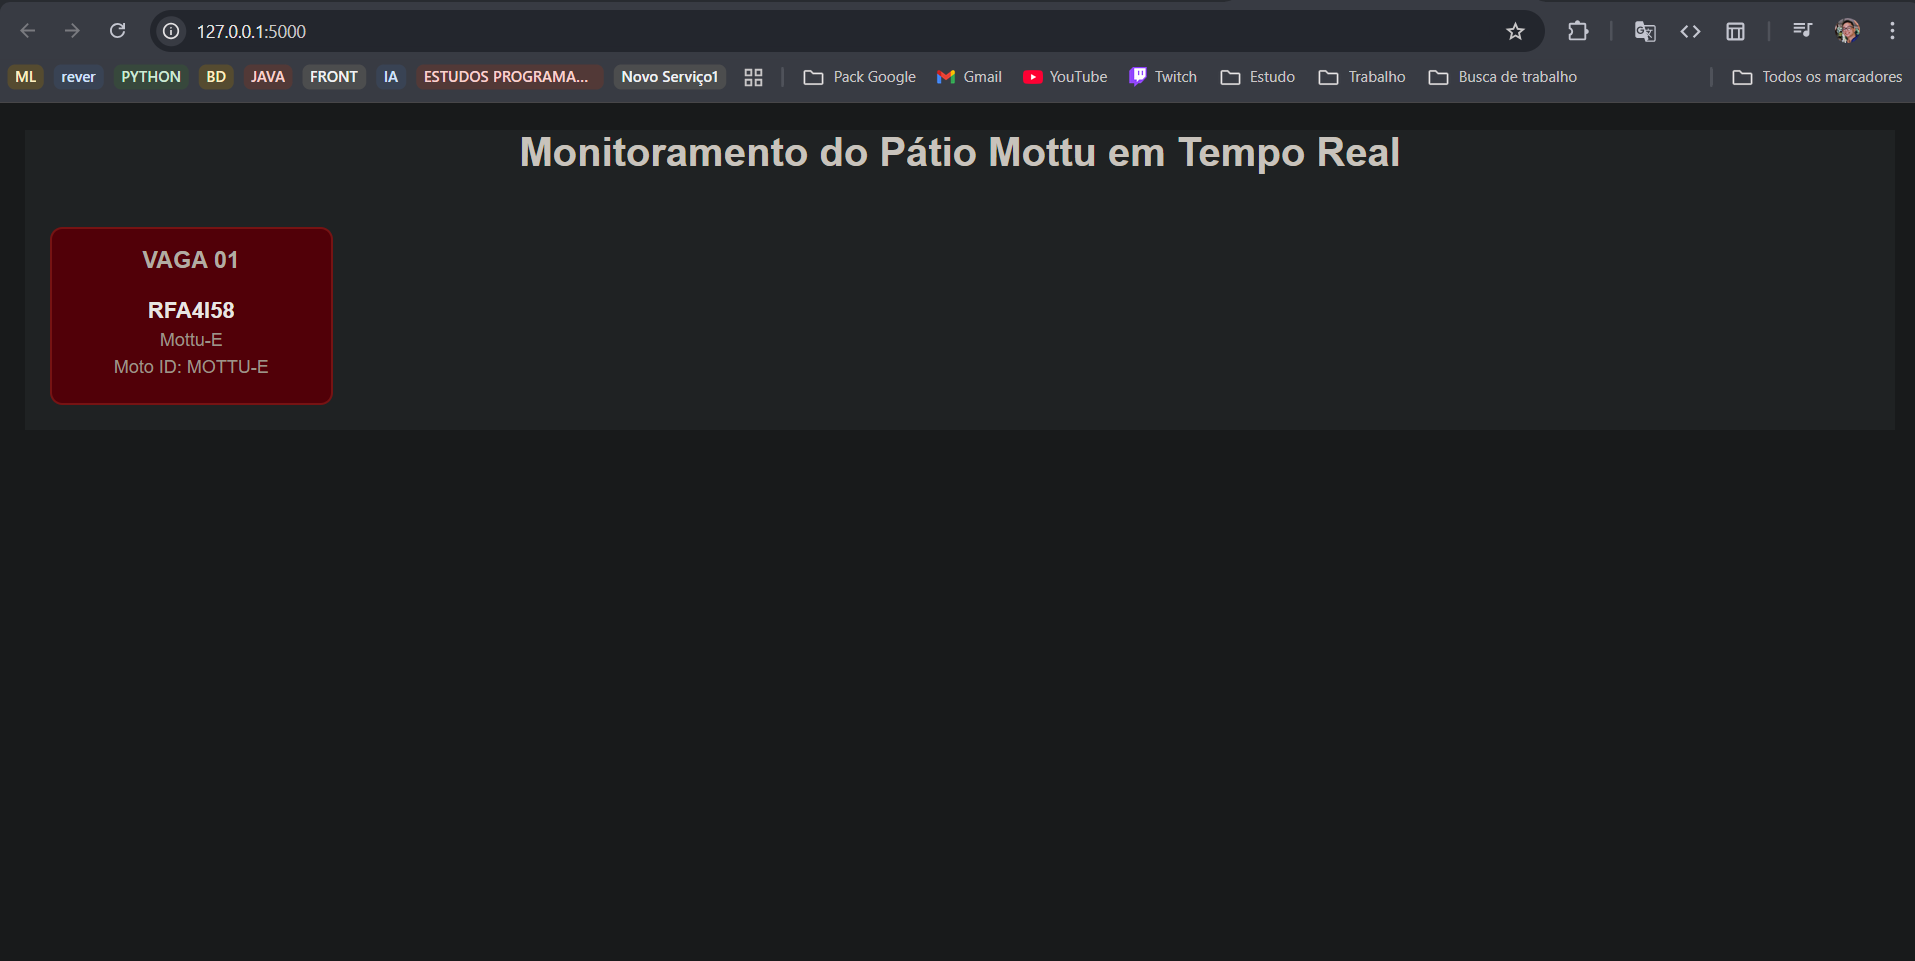 127.0.0.1:5000
ML rever PYTHON BD JAVA FRONT IA ESTUDOS PROGRAMA... Novo Serviço1 Pack Google Gmail YouTube Twitch Estudo Trabalho Busca de trabalho Todos os marcadores
Monitoramento do Pátio Mottu em Tempo Real
VAGA 01
RFA4I58
Mottu-E
Moto ID: MOTTU-E